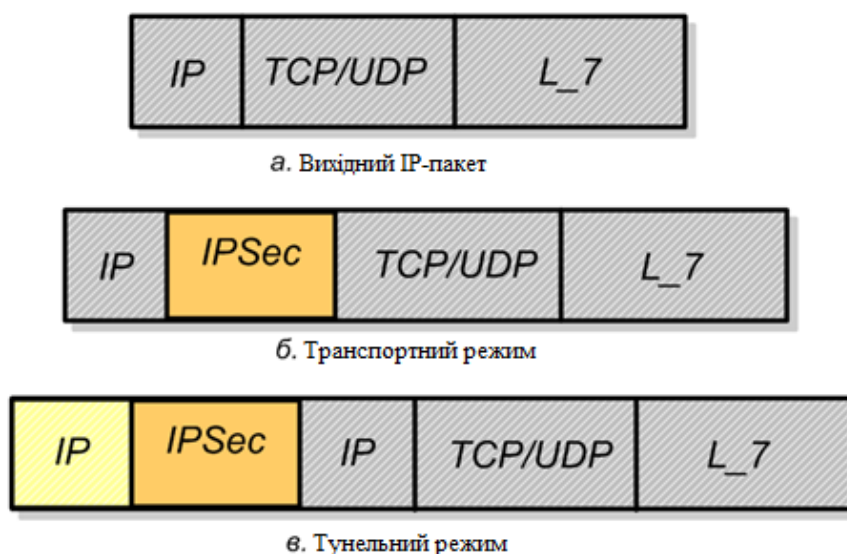 IP TCP/UDP L_7
а. Вихідний IP-пакет
IP IPSec TCP/UDP L_7
б. Транспортний режим
IP IPSec IP TCP/UDP L_7
в. Тунельний режим